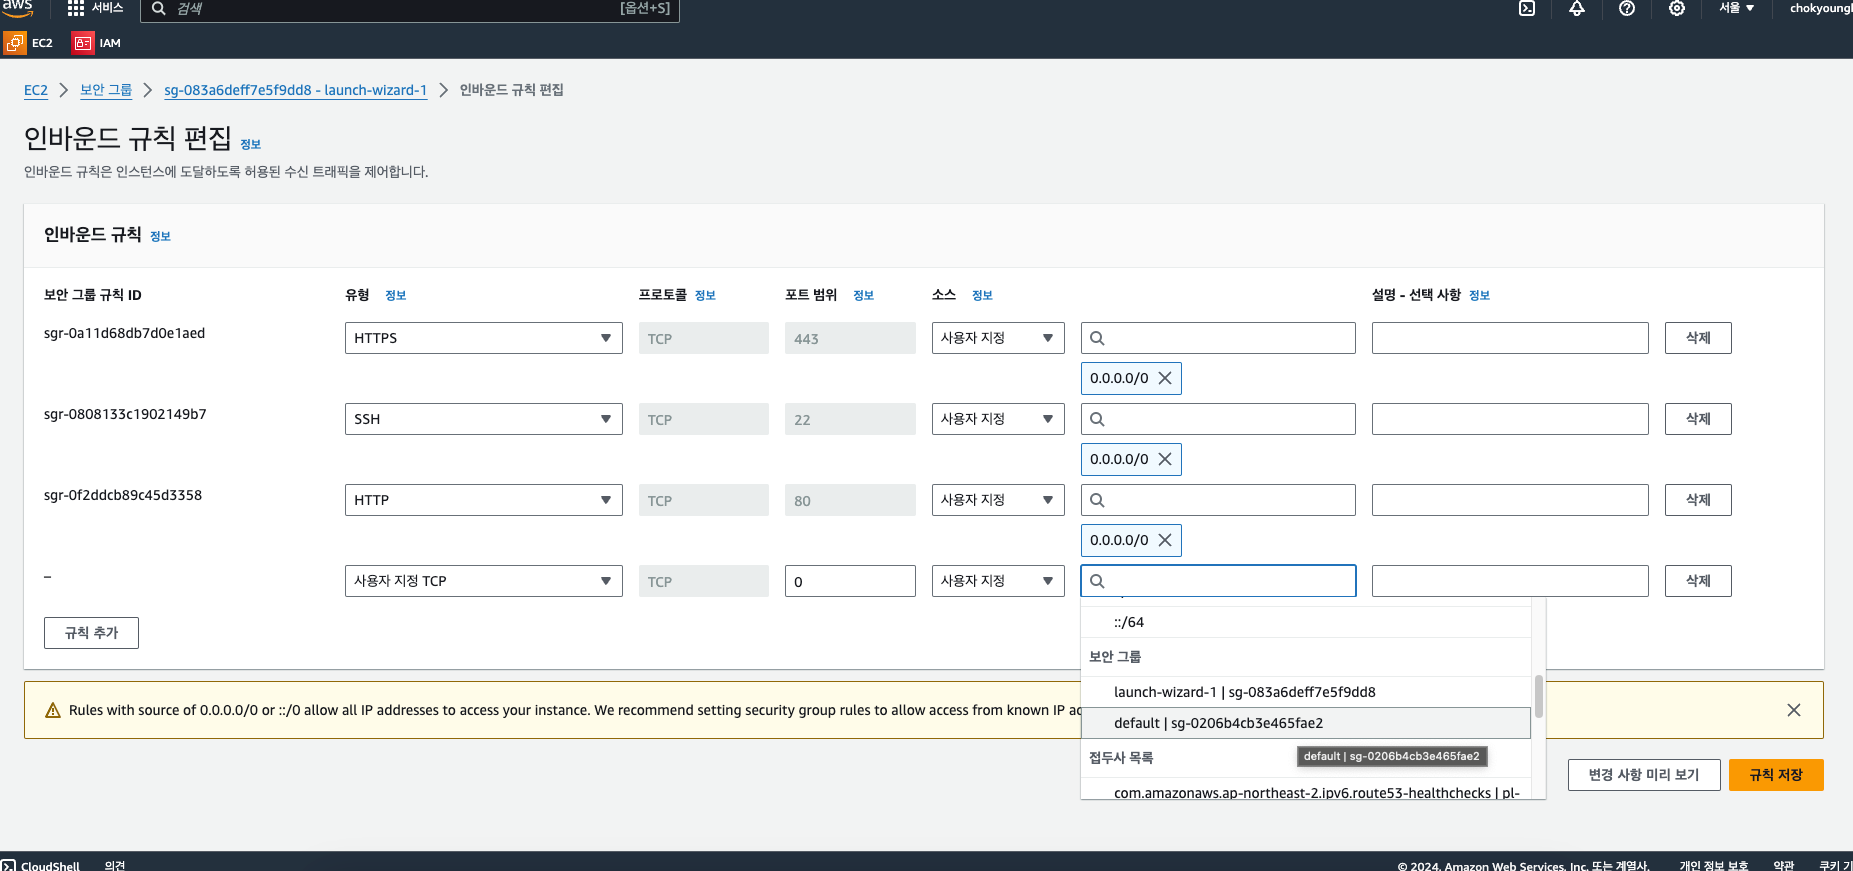 aws
서비스
검색
[옵션+S]
서울
EC2
IAM
EC2
보안 그룹
sg-083a6deff7e5f9dd8 - launch-wizard-1
인바운드 규칙 편집
인바운드 규칙 편집 정보
인바운드 규칙은 인스턴스에 도달하도록 허용된 수신 트래픽을 제어합니다.
인바운드 규칙 정보
보안 그룹 규칙 ID
유형 정보
프로토콜 정보
포트 범위 정보
소스 정보
설명 - 선택 사항 정보
sgr-0a11d68db7d0e1aed
HTTPS
TCP
443
사용자 지정
삭제
0.0.0.0/0
sgr-0808133c1902149b7
SSH
TCP
22
사용자 지정
삭제
0.0.0.0/0
sgr-0f2ddcb89c45d3358
HTTP
TCP
80
사용자 지정
삭제
0.0.0.0/0
–
사용자 지정 TCP
TCP
0
사용자 지정
삭제
규칙 추가
::/64
보안 그룹
launch-wizard-1 | sg-083a6deff7e5f9dd8
default | sg-0206b4cb3e465fae2
접두사 목록
default | sg-0206b4cb3e465fae2
com.amazonaws.ap-northeast-2.ipv6.route53-healthchecks | pl-
Rules with source of 0.0.0.0/0 or ::/0 allow all IP addresses to access your instance. We recommend setting security group rules to allow access from known IP
변경 사항 미리 보기
규칙 저장
CloudShell
의견
© 2024, Amazon Web Services, Inc. 또는 계열사.
개인 정보 보호
약관
쿠키